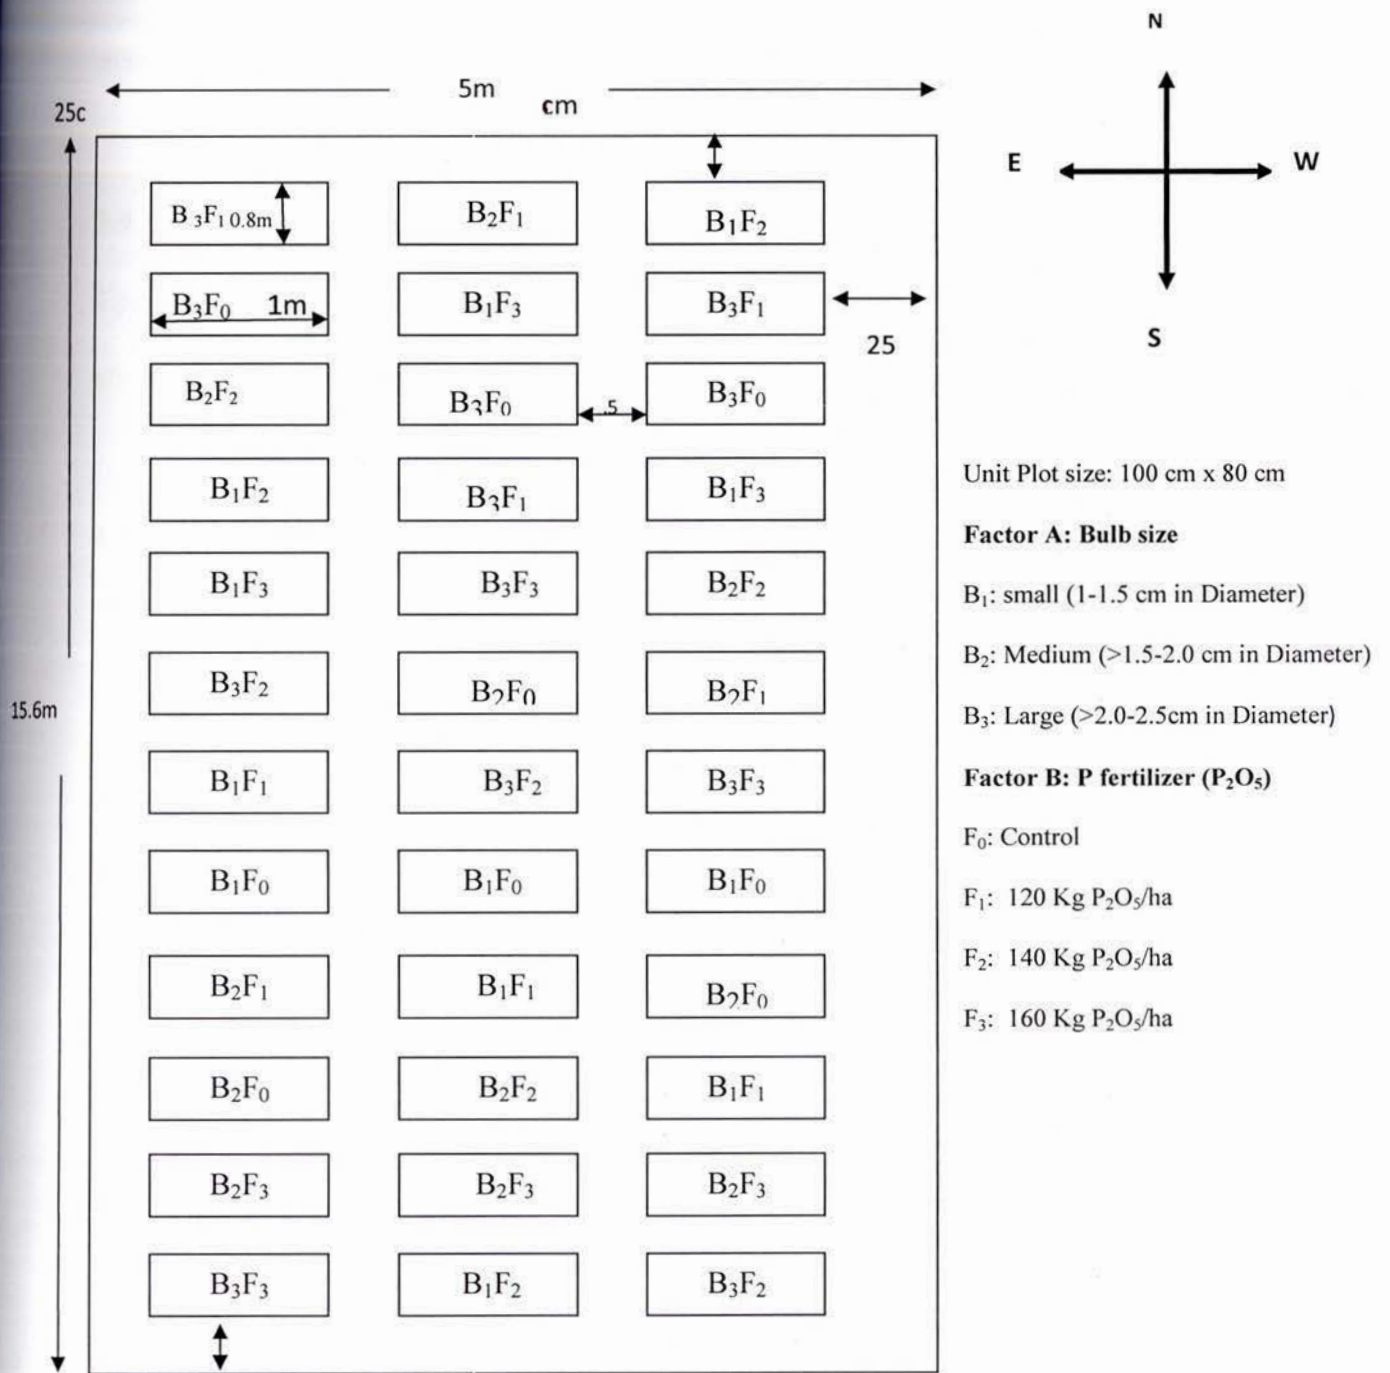 N
5m
cm
25c
E
W
B₃F₁ 0.8m
B₂F₁
B₁F₂
B₃F₀ 1m
B₁F₃
B₃F₁
25
S
B₂F₂
B₃F₀
.5
B₃F₀
B₁F₂
B₃F₁
B₁F₃
B₁F₃
B₃F₃
B₂F₂
B₃F₂
B₂F₀
B₂F₁
15.6m
B₁F₁
B₃F₂
B₃F₃
B₁F₀
B₁F₀
B₁F₀
B₂F₁
B₁F₁
B₂F₀
B₂F₀
B₂F₂
B₁F₁
B₂F₃
B₂F₃
B₂F₃
B₃F₃
B₁F₂
B₃F₂
Unit Plot size: 100 cm x 80 cm
Factor A: Bulb size
B₁: small (1-1.5 cm in Diameter)
B₂: Medium (>1.5-2.0 cm in Diameter)
B₃: Large (>2.0-2.5cm in Diameter)
Factor B: P fertilizer (P₂O₅)
F₀: Control
F₁: 120 Kg P₂O₅/ha
F₂: 140 Kg P₂O₅/ha
F₃: 160 Kg P₂O₅/ha